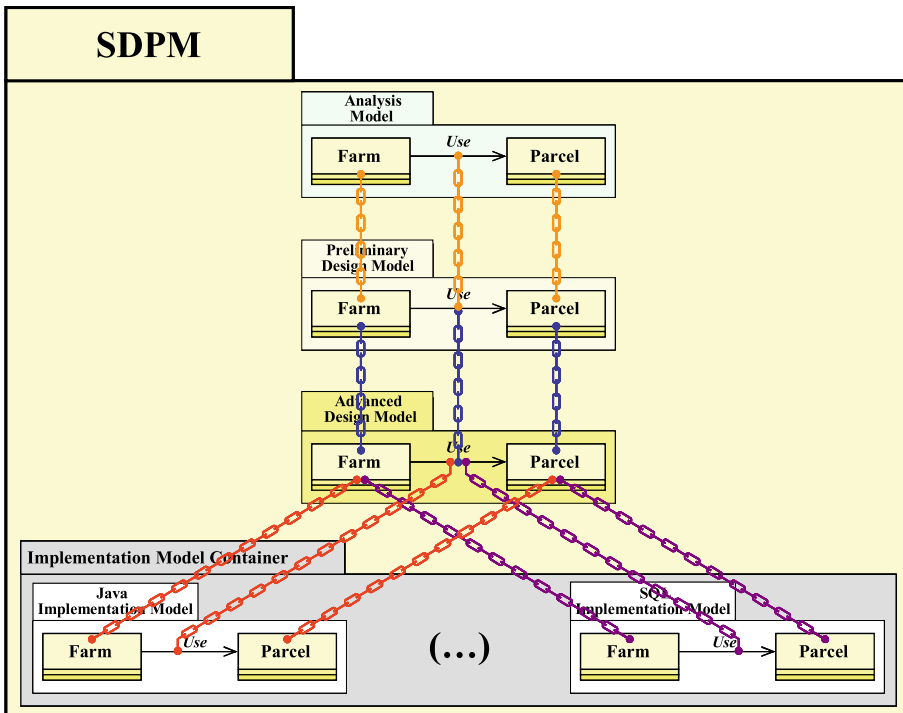 SDPM
Analysis
Model
Use
Farm
Parcel
Preliminary
Design Model
Use
Farm
Parcel
Advanced
Design Model
Use
Farm
Parcel
Implementation Model Container
Java
Implementation Model
Use
Farm
Parcel
(…)
SQL
Implementation Model
Use
Farm
Parcel